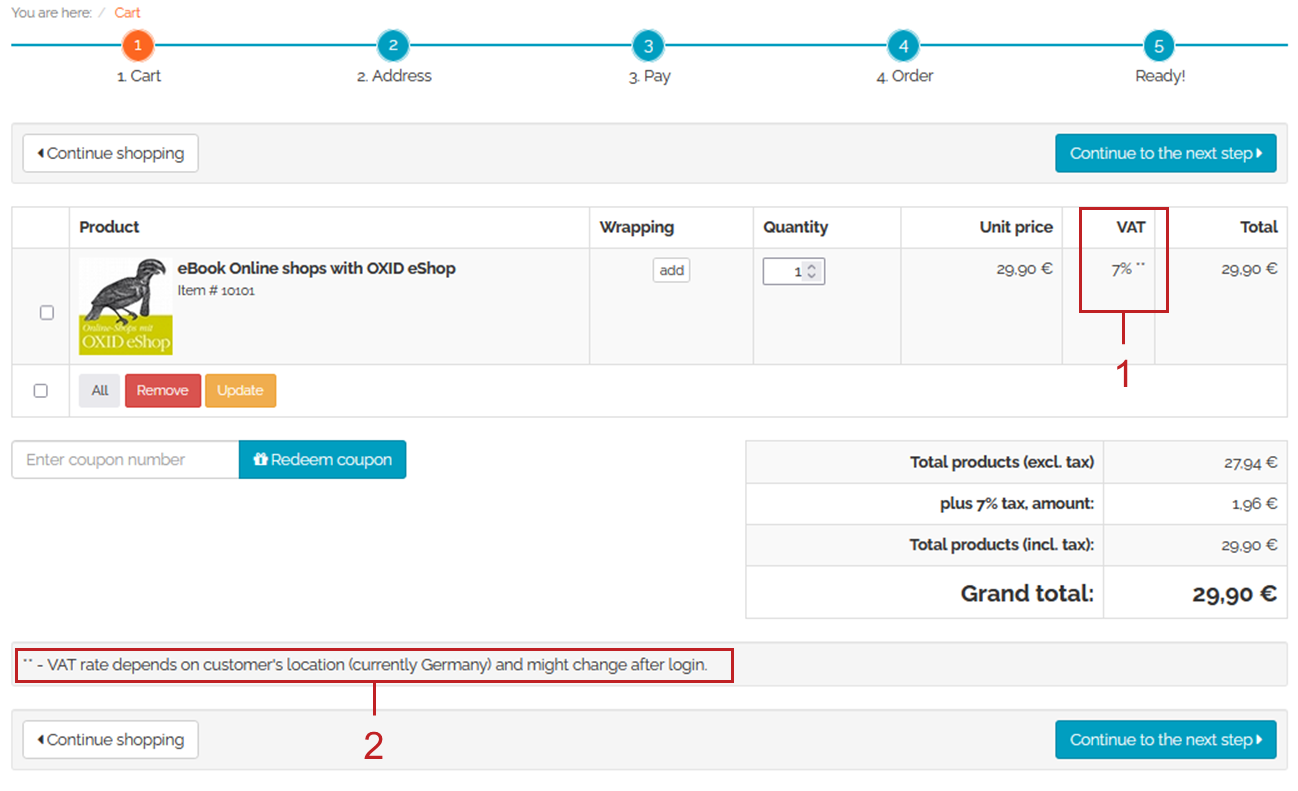 You are here: / Cart
1 2 3 4 5
1. Cart 2. Address 3. Pay 4. Order Ready!
Continue shopping Continue to the next step
Product Wrapping Quantity Unit price VAT Total
eBook Online shops with OXID eShop add 1 29,90 € 7% ** 29,90 €
Item # 10101
Online-Shops mit
OXID eShop
1
All Remove Update
Enter coupon number Redeem coupon
Total products (excl. tax) 27,94 €
plus 7% tax, amount: 1,96 €
Total products (incl. tax): 29,90 €
Grand total: 29,90 €
** - VAT rate depends on customer's location (currently Germany) and might change after login.
2
Continue shopping Continue to the next step